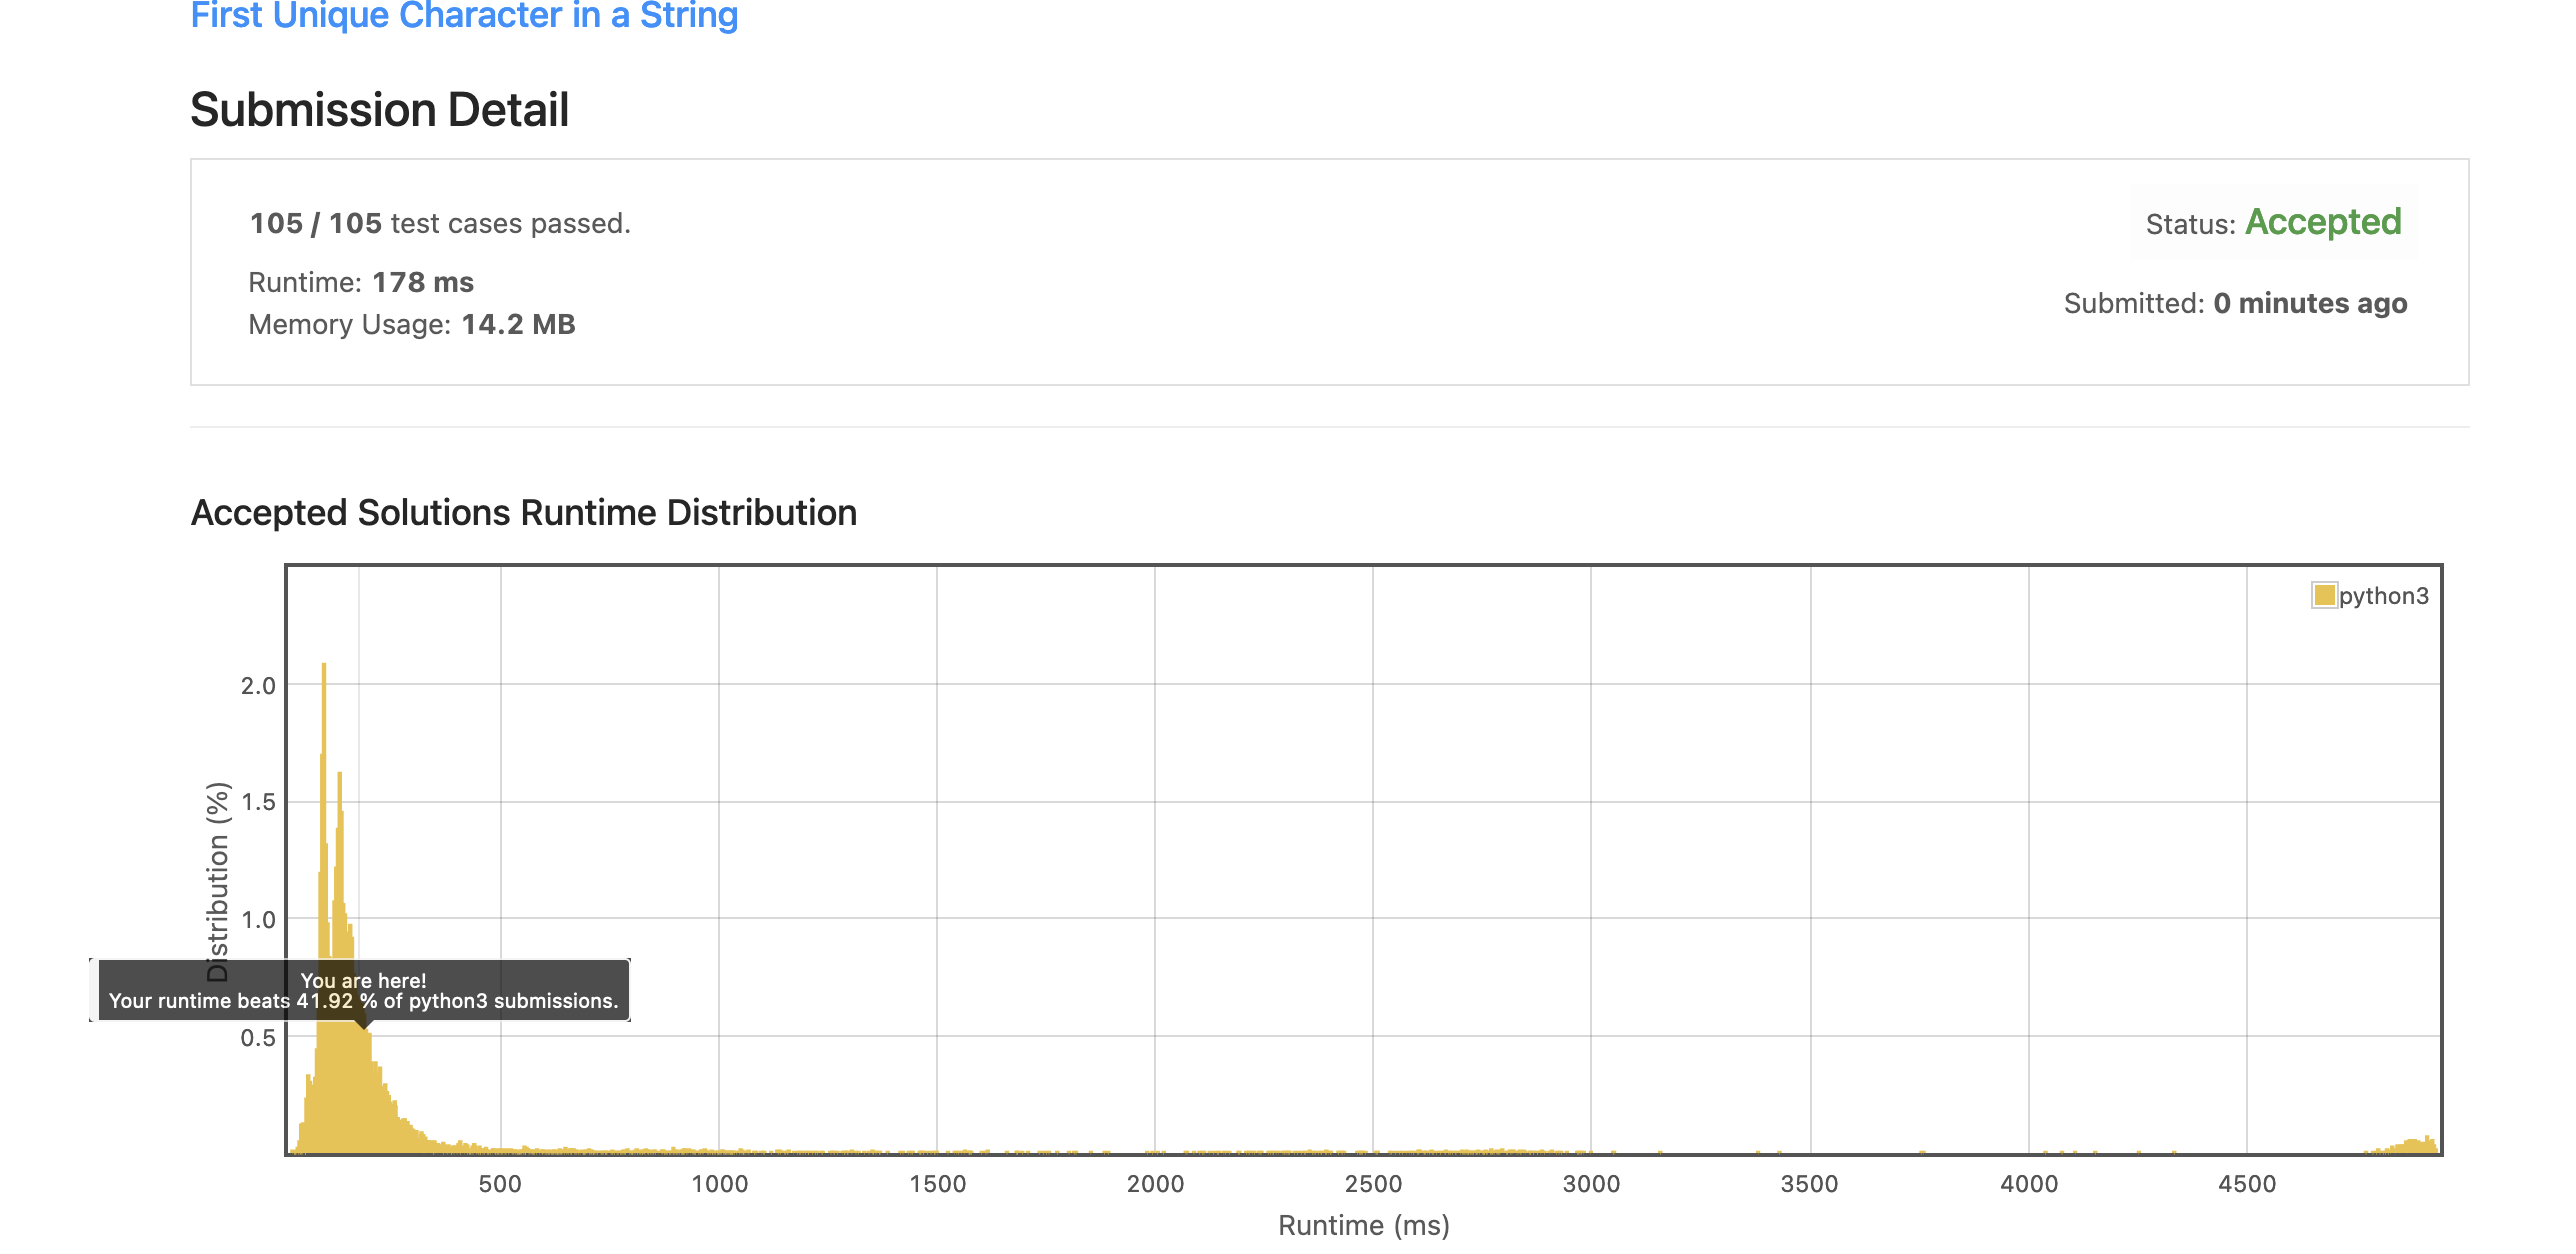 First Unique Character in a String
Submission Detail
105 / 105 test cases passed.
Status: Accepted
Runtime: 178 ms
Submitted: 0 minutes ago
Memory Usage: 14.2 MB
Accepted Solutions Runtime Distribution
python3
Distribution (%)
2.0
1.5
1.0
0.5
You are here!
Your runtime beats 41.92 % of python3 submissions.
500 1000 1500 2000 2500 3000 3500 4000 4500
Runtime (ms)